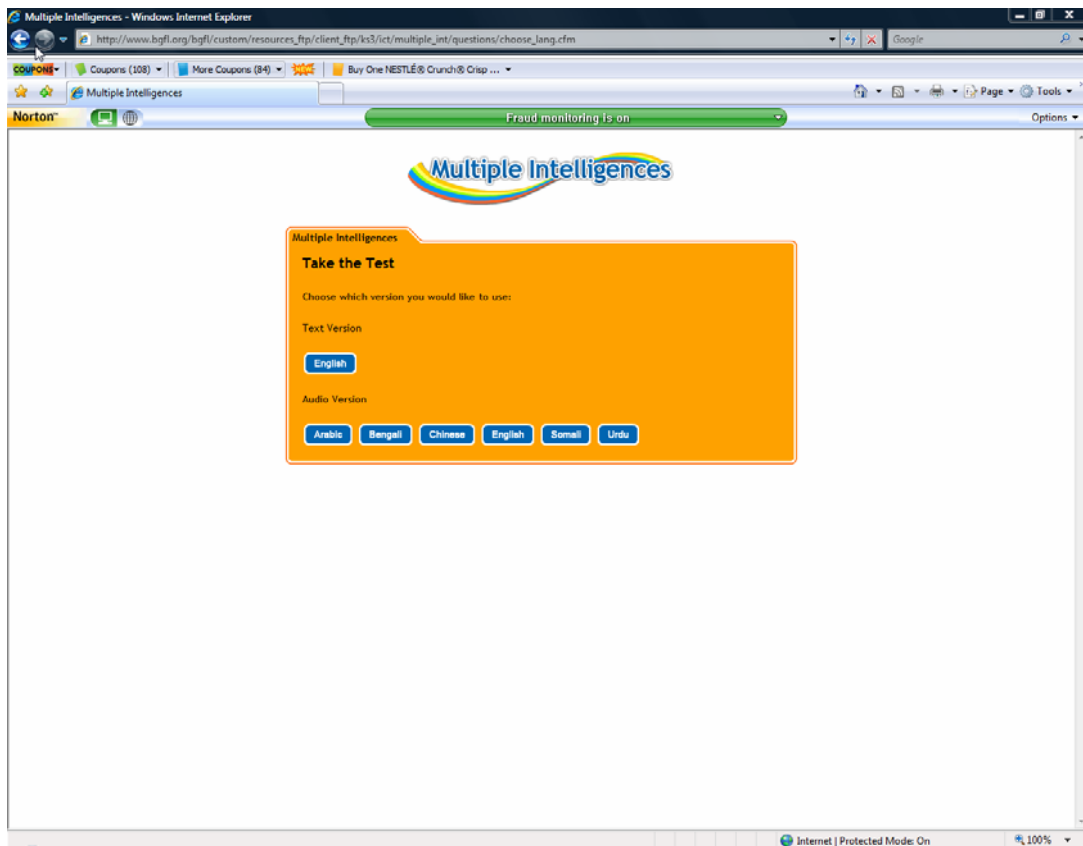 Multiple Intelligences - Windows Internet Explorer
http://www.bgfl.org/bgfl/custom/resources_ftp/client_ftp/ks3/ict/multiple_int/questions/choose_lang.cfm
Google
COUPONS
Coupons (108)
More Coupons (84)
Buy One NESTLÉ® Crunch® Crisp ...
Multiple Intelligences
Page
Tools
Norton
Fraud monitoring is on
Options
Multiple Intelligences
Multiple Intelligences
Take the Test
Choose which version you would like to use:
Text Version
English
Audio Version
Arabic Bengali Chinese English Somali Urdu
Internet | Protected Mode: On
100%